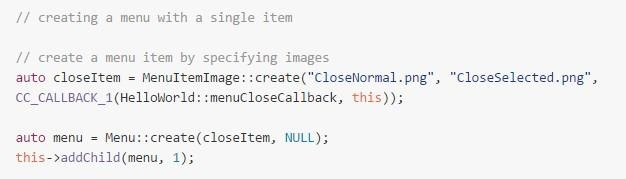 // creating a menu with a single item
// create a menu item by specifying images
auto closeItem = MenuItemImage::create("CloseNormal.png", "CloseSelected.png",
CC_CALLBACK_1(HelloWorld::menuCloseCallback, this));
auto menu = Menu::create(closeItem, NULL);
this->addChild(menu, 1);